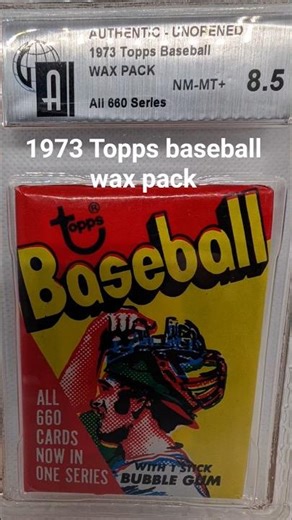 AUTHENTIC - UNOPENED
1973 Topps Baseball
WAX PACK
NM-MT+ 8.5
All 660 Series
A
1973 Topps baseball
wax pack
Topps®
Baseball
ALL
660
CARDS
NOW IN
ONE SERIES
WITH 1 STICK
BUBBLE GUM